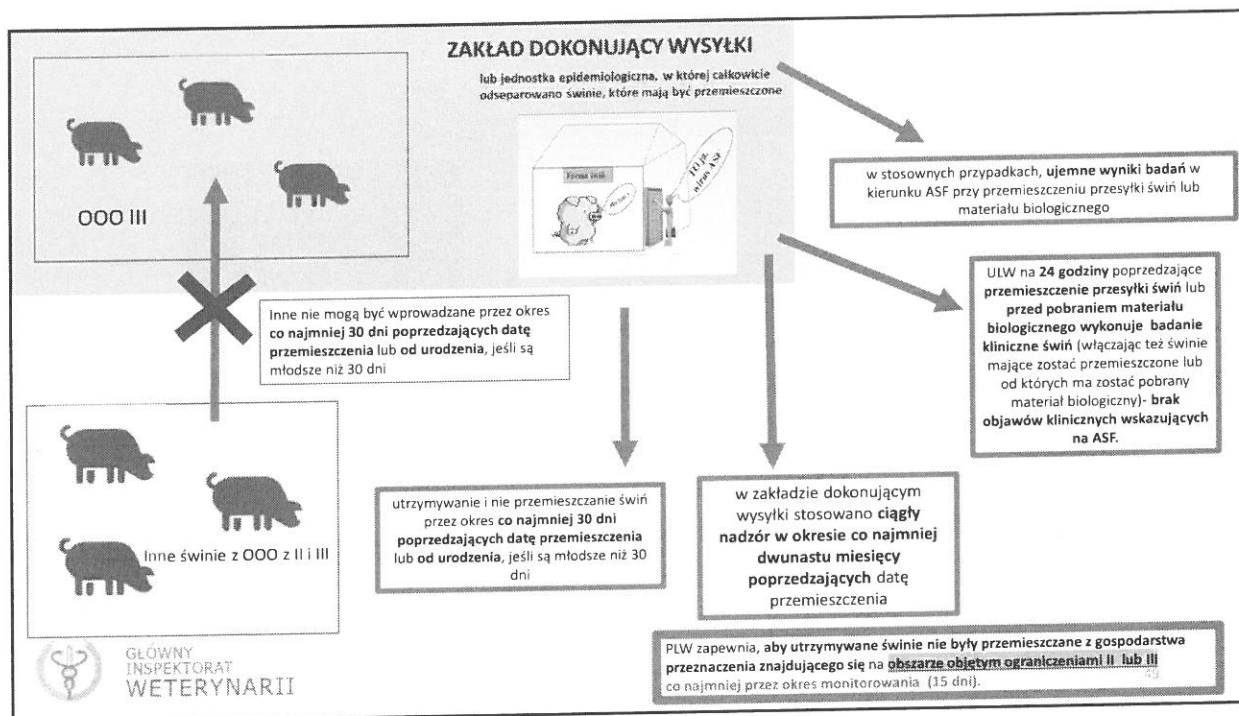 ZAKŁAD DOKONUJĄCY WYSYŁKI
lub jednostka epidemiologiczna, w której całkowicie
odseparowano świnie, które mają być przemieszczone
OOO III
w stosownych przypadkach, ujemne wyniki badań w
kierunku ASF przy przemieszczeniu przesyłki świń lub
materiału biologicznego
ULW na 24 godziny poprzedzające
przemieszczenie przesyłki świń lub
przed pobraniem materiału
biologicznego wykonuje badanie
kliniczne świń (włączając też świnie
mające zostać przemieszczone lub
od których ma zostać pobrany
materiał biologiczny)- brak
objawów klinicznych wskazujących
na ASF.
Inne nie mogą być wprowadzane przez okres
co najmniej 30 dni poprzedzających datę
przemieszczenia lub od urodzenia, jeśli są
młodsze niż 30 dni
Inne świnie z OOO z II i III
utrzymywanie i nie przemieszczanie świń
przez okres co najmniej 30 dni
poprzedzających datę przemieszczenia
lub od urodzenia, jeśli są młodsze niż 30
dni
w zakładzie dokonującym
wysyłki stosowano ciągły
nadzór w okresie co najmniej
dwunastu miesięcy
poprzedzających datę
przemieszczenia
PLW zapewnia, aby utrzymywane świnie nie były przemieszczane z gospodarstwa
przeznaczenia znajdującego się na obszarze objętym ograniczeniami II lub III
co najmniej przez okres monitorowania (15 dni).
49
GŁÓWNY
INSPEKTORAT
WETERYNARII